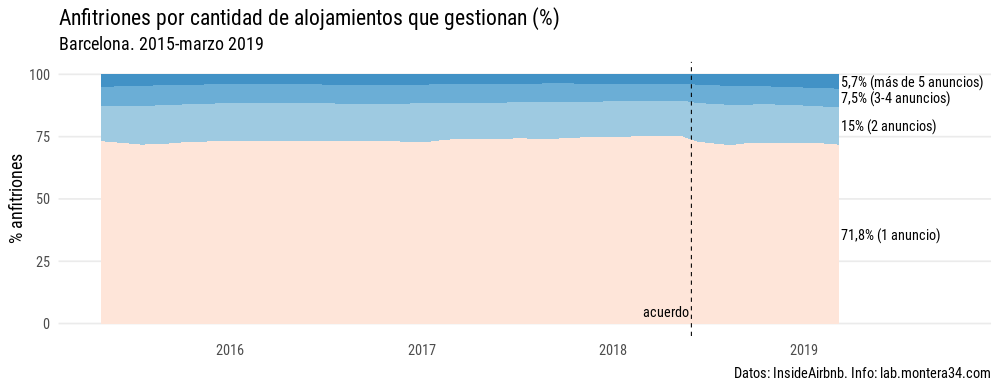 Anfitriones por cantidad de alojamientos que gestionan (%)
Barcelona. 2015-marzo 2019
% anfitriones
100
75
50
25
0
5,7% (más de 5 anuncios)
7,5% (3-4 anuncios)
15% (2 anuncios)
71,8% (1 anuncio)
acuerdo
2016 2017 2018 2019
Datos: InsideAirbnb. Info: lab.montera34.com